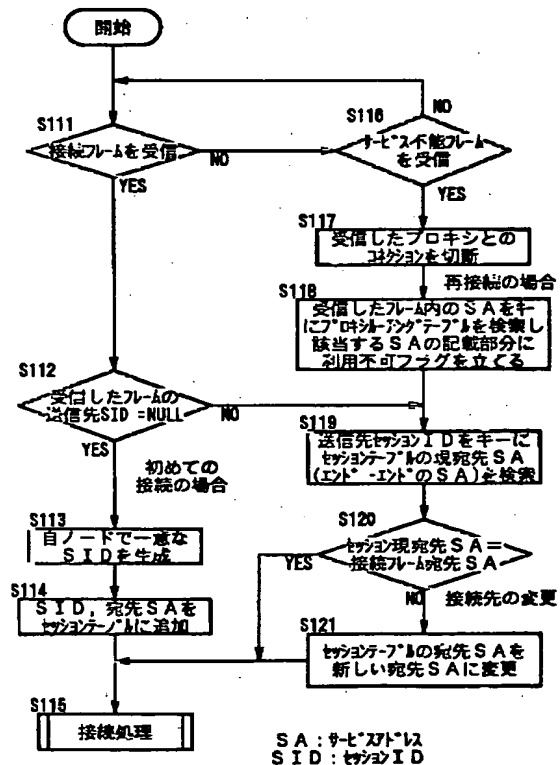 開始
S111
接続フレームを受信
NO
YES
S116
サービス不能フレーム
を受信
NO
YES
S117
受信したプロキシとの
コネクションを切断
再接続の場合
S118
受信したフレーム内のSAをキー
にプロキシルーチングテーブルを検索し
該当するSAの記載部分に
利用不可フラグを立てる
S112
受信したフレームの
送信先SID=NULL
NO
YES
初めての
接続の場合
S119
送信先セッションIDをキーに
セッションテーブルの現宛先SA
(エンド-エンドのSA)を検索
S113
自ノードで一意な
SIDを生成
S120
セッション現宛先SA=
接続フレーム宛先SA
YES
NO
接続先の変更
S114
SID,宛先SAを
セッションテーブルに追加
S121
セッションテーブルの宛先SAを
新しい宛先SAに変更
S115
接続処理
SA:サービスアドレス
SID:セッションID